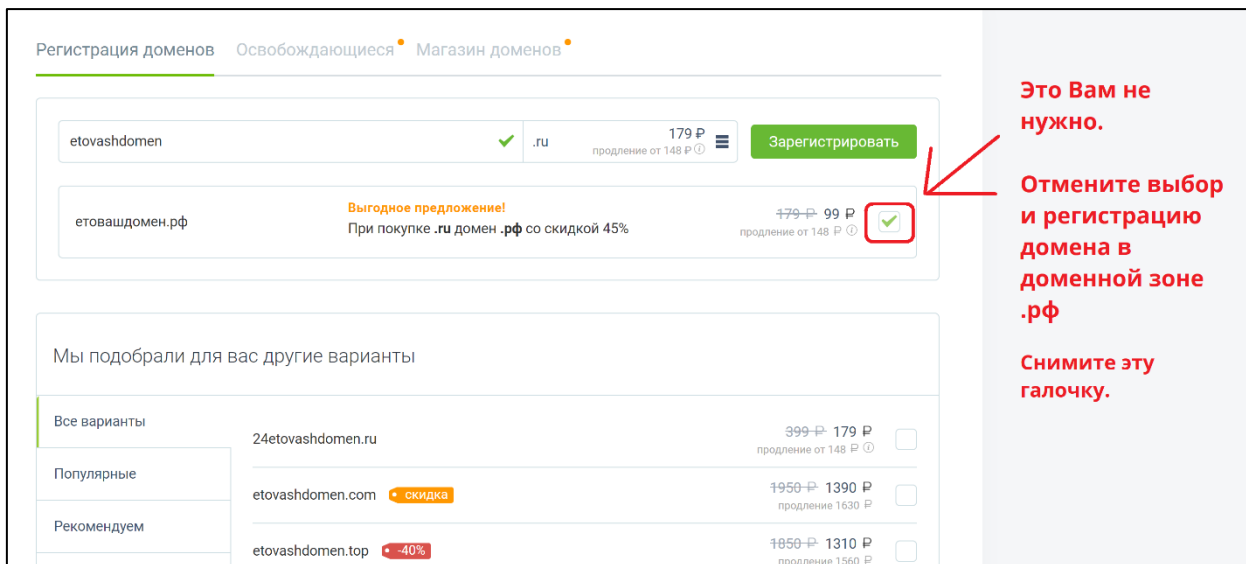 Регистрация доменов Освобождающиеся Магазин доменов
etovashdomen .ru 179 ₽ Зарегистрировать
продление от 148 ₽
Выгодное предложение!
етовашдомен.рф При покупке .ru домен .рф со скидкой 45% 179 ₽ 99 ₽
продление от 148 ₽
Это Вам не
нужно.
Отмените выбор
и регистрацию
домена в
доменной зоне
.рф
Снимите эту
галочку.
Мы подобрали для вас другие варианты
Все варианты
Популярные
Рекомендуем
24etovashdomen.ru 399 ₽ 179 ₽
продление от 148 ₽
etovashdomen.com скидка 1950 ₽ 1390 ₽
продление 1630 ₽
etovashdomen.top -40% 1850 ₽ 1310 ₽
продление 1560 ₽